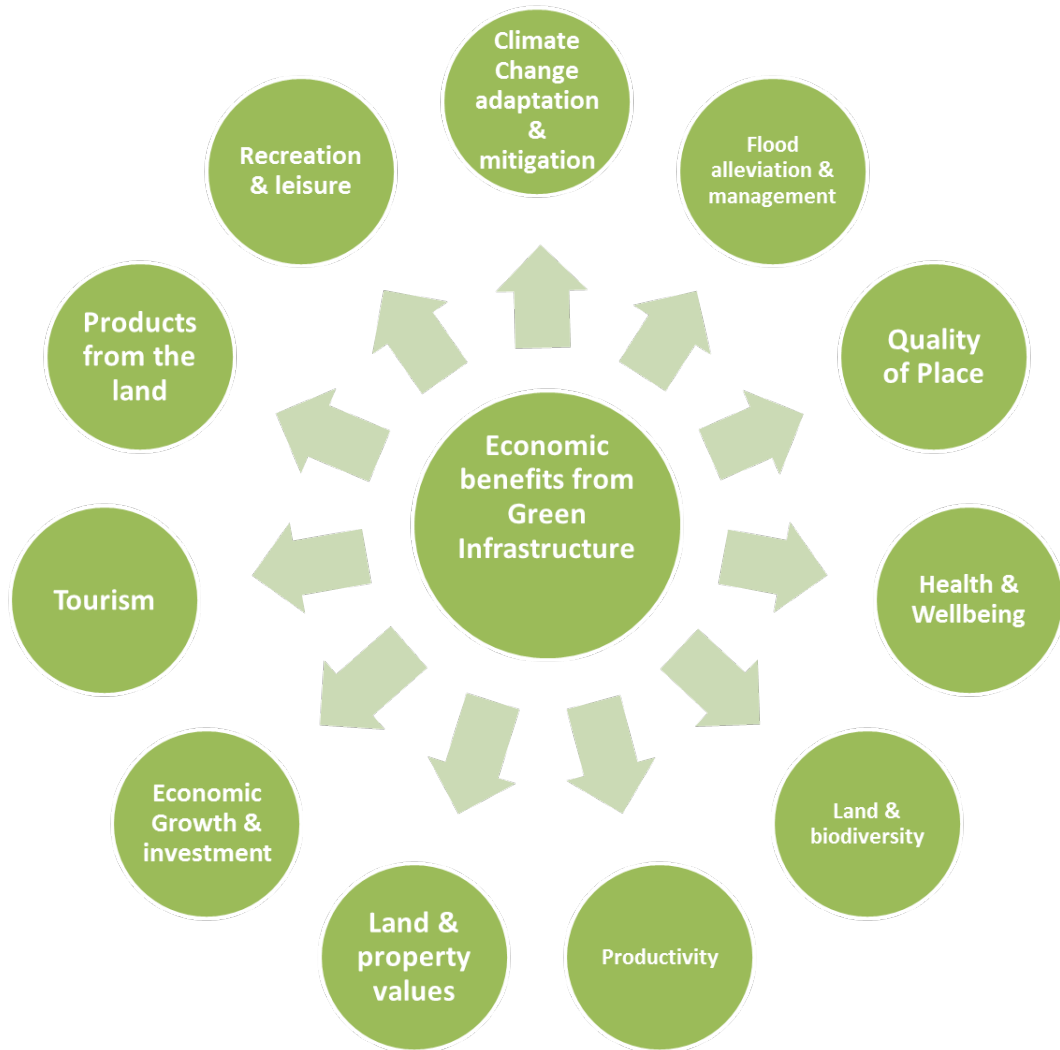 Climate
Change
adaptation
&
mitigation
Flood
alleviation &
management
Quality
of Place
Health &
Wellbeing
Land &
biodiversity
Productivity
Land &
property
values
Economic
Growth &
investment
Tourism
Products
from the
land
Recreation
& leisure
Economic
benefits from
Green
Infrastructure